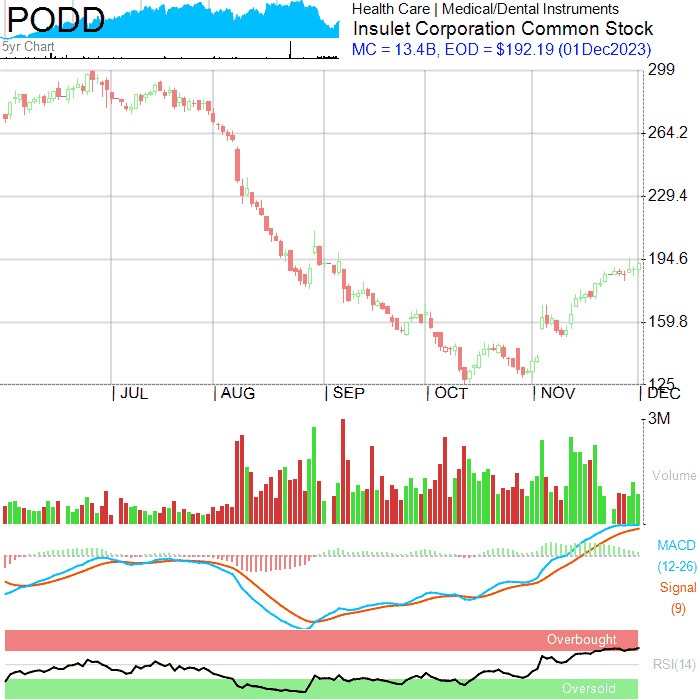 PODD
5yr Chart
Health Care | Medical/Dental Instruments
Insulet Corporation Common Stock
MC = 13.4B, EOD = $192.19 (01Dec2023)
299
264.2
229.4
194.6
159.8
125
JUL AUG SEP OCT NOV DEC
3M
Volume
MACD
(12-26)
Signal
(9)
Overbought
RSI(14)
Oversold